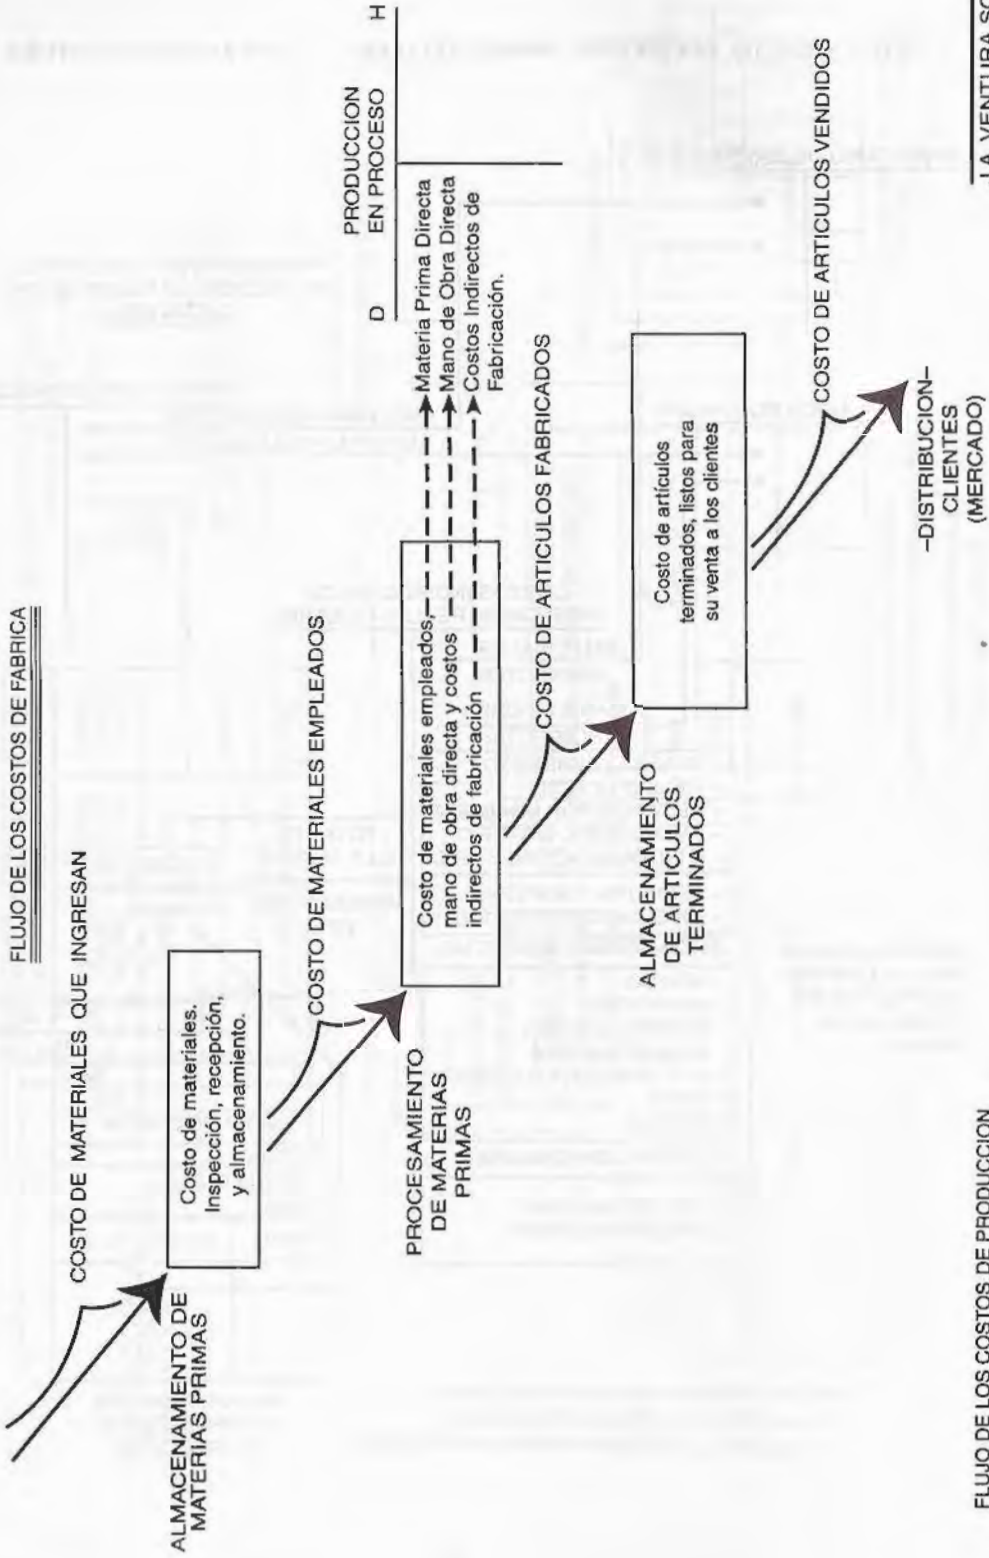 FLUJO DE LOS COSTOS DE FABRICA
COSTO DE MATERIALES QUE INGRESAN
ALMACENAMIENTO DE
MATERIAS PRIMAS
Costo de materiales,
Inspección, recepción,
y almacenamiento.
COSTO DE MATERIALES EMPLEADOS
PROCESAMIENTO
DE MATERIAS
PRIMAS
Costo de materiales empleados,
mano de obra directa y costos
indirectos de fabricación
PRODUCCION
EN PROCESO
D
H
Materia Prima Directa
Mano de Obra Directa
Costos Indirectos de
Fabricación.
COSTO DE ARTICULOS FABRICADOS
ALMACENAMIENTO
DE ARTICULOS
TERMINADOS
Costo de artículos
terminados, listos para
su venta a los clientes
COSTO DE ARTICULOS VENDIDOS
–DISTRIBUCION–
CLIENTES
(MERCADO)
FLUJO DE LOS COSTOS DE PRODUCCION
LA VENTURA